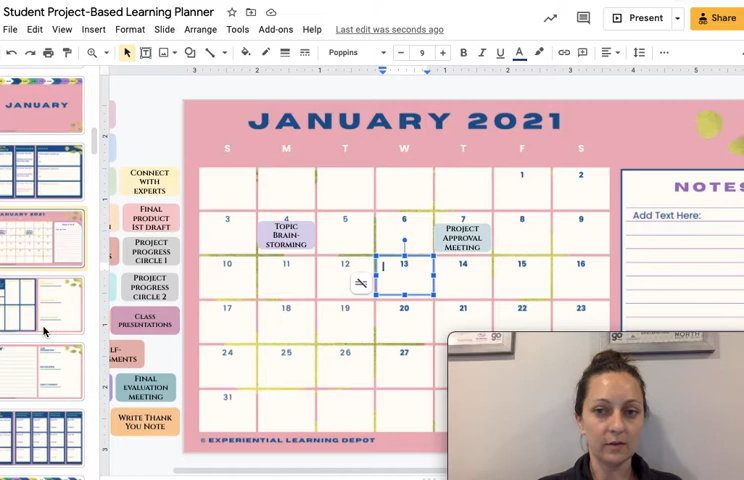 Student Project-Based Learning Planner
File Edit View Insert Format Slide Arrange Tools Add-ons Help Last edit was seconds ago
Present
Share
Poppins
9
B I U A
JANUARY
JANUARY 2021
S M T W T F S
1 2
3 4 5 6 7 8 9
TOPIC
BRAIN-
STORMING
PROJECT
APPROVAL
MEETING
10 11 12 13 14 15 16
17 18 19 20 21 22 23
24 25 26 27
31
© EXPERIENTIAL LEARNING DEPOT
NOTES
Add Text Here:
CONNECT
WITH
EXPERTS
FINAL
PRODUCT
1ST DRAFT
PROJECT
PROGRESS
CIRCLE 1
PROJECT
PROGRESS
CIRCLE 2
CLASS
PRESENTATIONS
FINAL
EVALUATION
MEETING
WRITE THANK
YOU NOTE